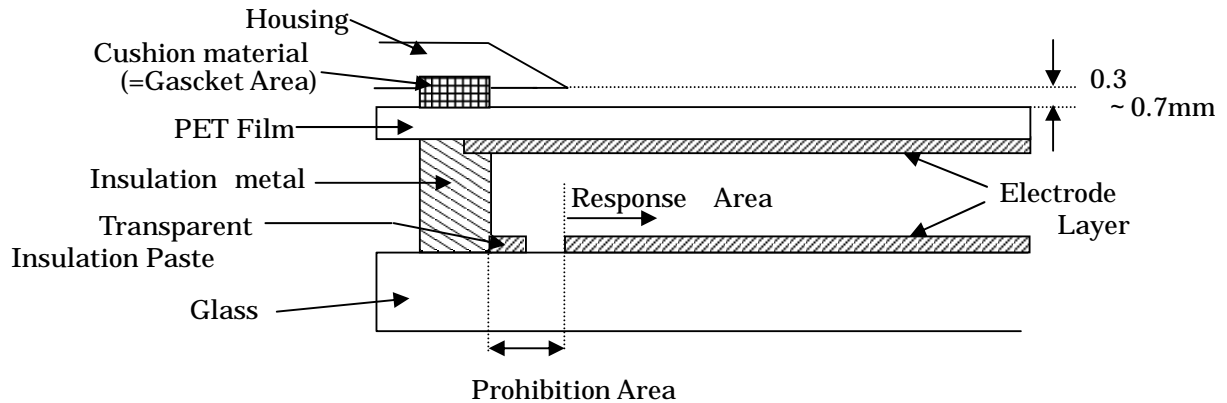 Housing
Cushion material
(=Gascket Area)
0.3
~0.7mm
PET Film
Insulation metal
Response Area
Electrode
Layer
Transparent
Insulation Paste
Glass
Prohibition Area